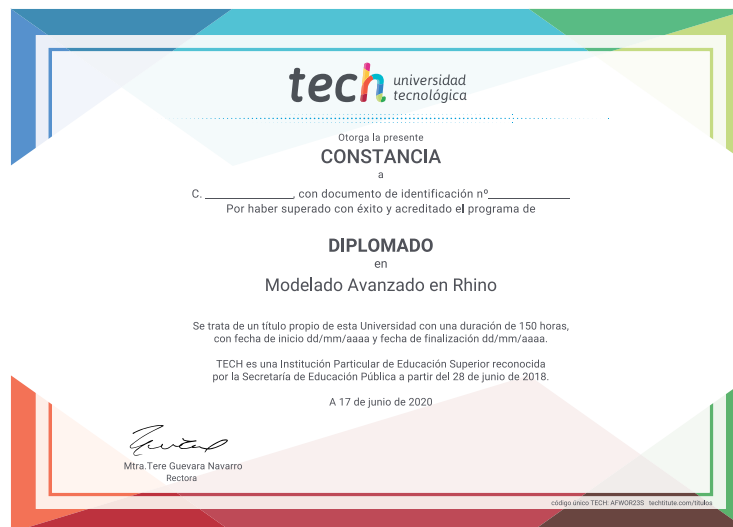 tech universidad
tecnológica
Otorga la presente
CONSTANCIA
a
C. ______________, con documento de identificación nº______________
Por haber superado con éxito y acreditado el programa de
DIPLOMADO
en
Modelado Avanzado en Rhino
Se trata de un título propio de esta Universidad con una duración de 150 horas,
con fecha de inicio dd/mm/aaaa y fecha de finalización dd/mm/aaaa.
TECH es una Institución Particular de Educación Superior reconocida
por la Secretaría de Educación Pública a partir del 28 de junio de 2018.
A 17 de junio de 2020
Mtra.Tere Guevara Navarro
Rectora
código único TECH: AFWOR23S techtitute.com/títulos